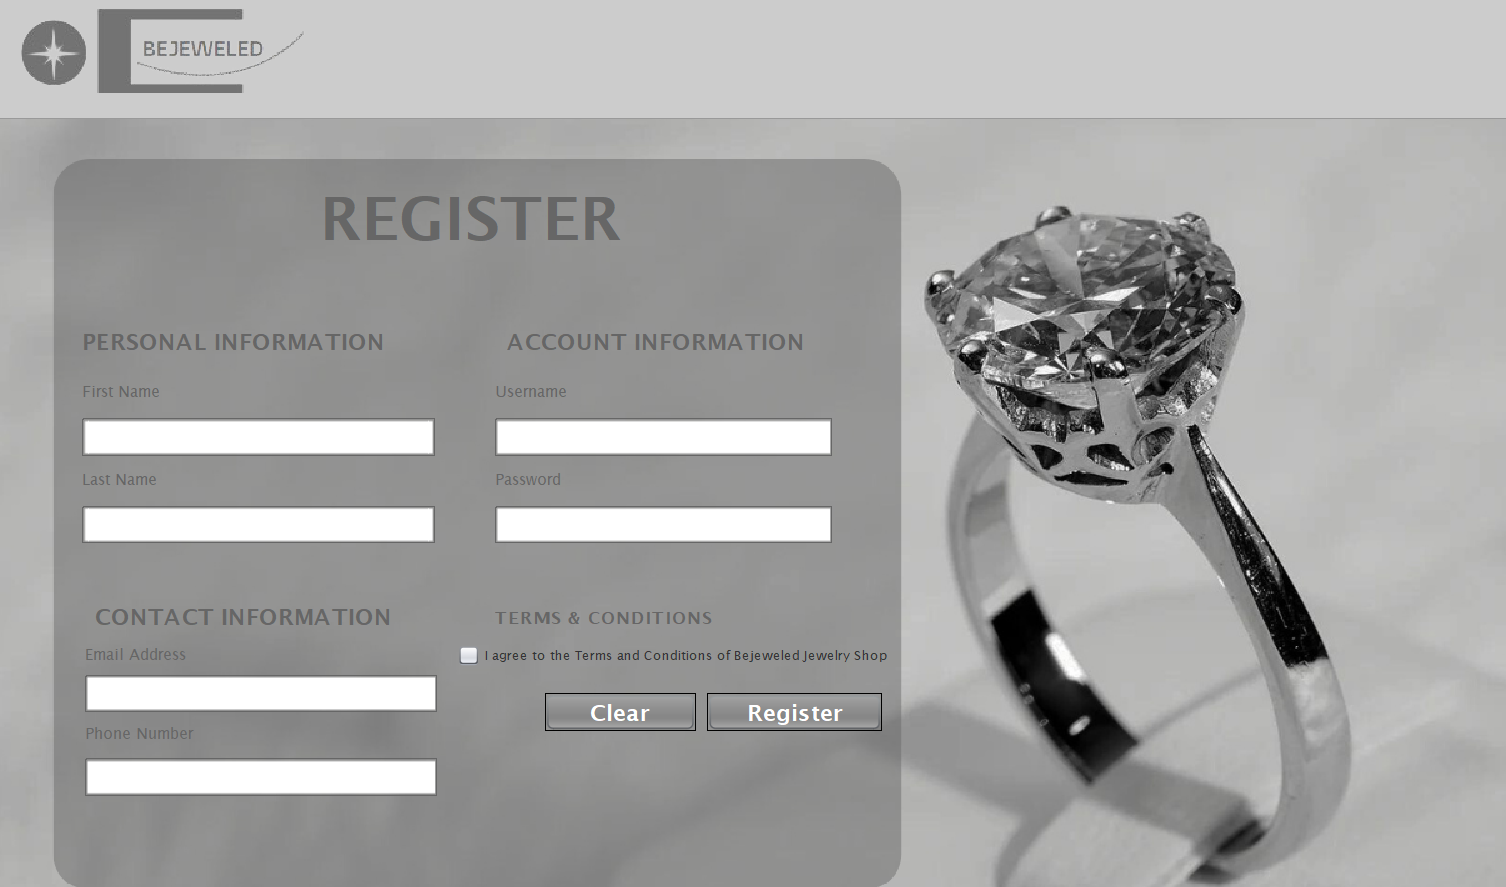 BEJEWELED
REGISTER
PERSONAL INFORMATION
First Name
Last Name
ACCOUNT INFORMATION
Username
Password
CONTACT INFORMATION
Email Address
Phone Number
TERMS & CONDITIONS
I agree to the Terms and Conditions of Bejeweled Jewelry Shop
Clear
Register